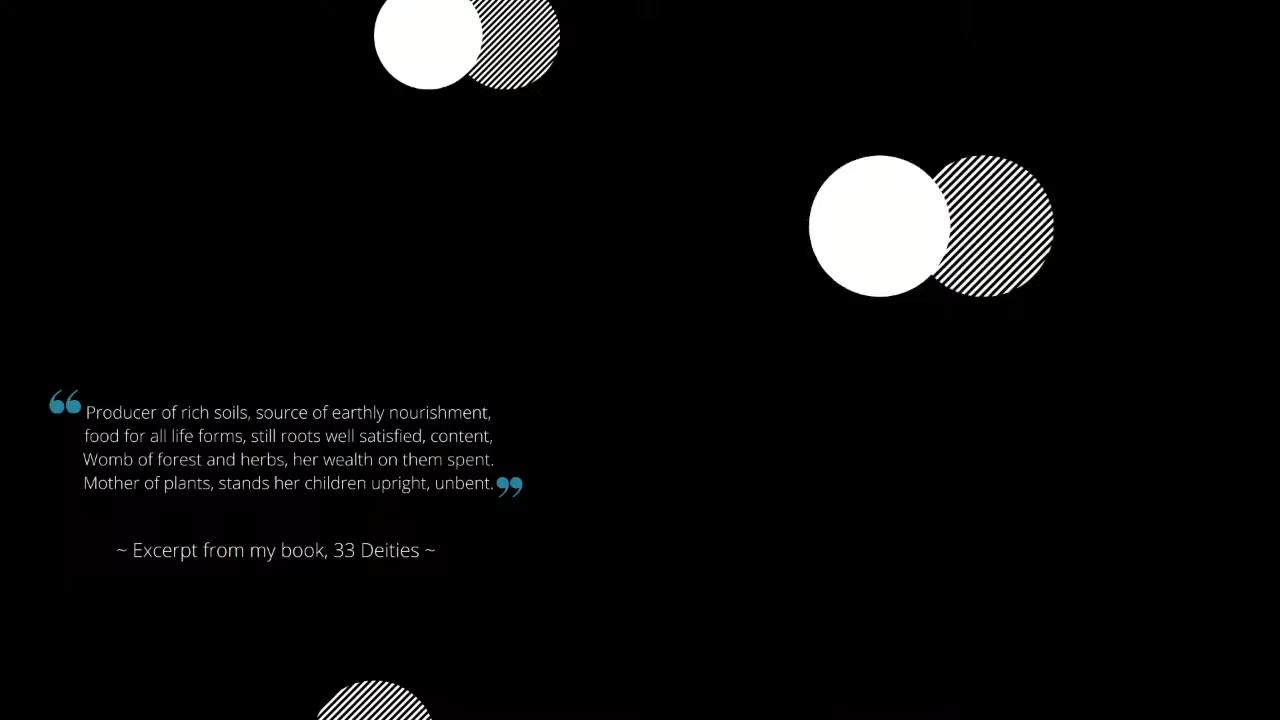 “Producer of rich soils, source of earthly nourishment,
food for all life forms, still roots well satisfied, content,
Womb of forest and herbs, her wealth on them spent.
Mother of plants, stands her children upright, unbent.”
~ Excerpt from my book, 33 Deities ~